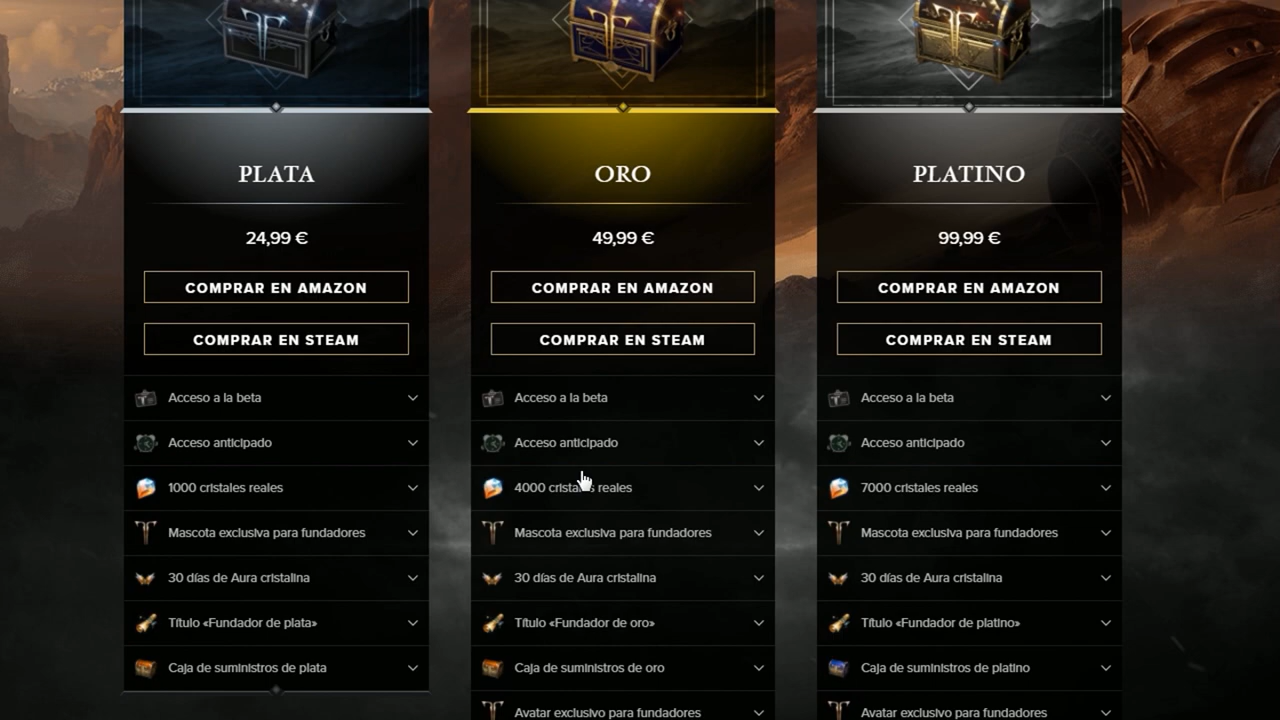 PLATA
24,99 €
COMPRAR EN AMAZON
COMPRAR EN STEAM
Acceso a la beta
Acceso anticipado
1000 cristales reales
Mascota exclusiva para fundadores
30 días de Aura cristalina
Título «Fundador de plata»
Caja de suministros de plata
ORO
49,99 €
COMPRAR EN AMAZON
COMPRAR EN STEAM
Acceso a la beta
Acceso anticipado
4000 cristales reales
Mascota exclusiva para fundadores
30 días de Aura cristalina
Título «Fundador de oro»
Caja de suministros de oro
Avatar exclusivo para fundadores
PLATINO
99,99 €
COMPRAR EN AMAZON
COMPRAR EN STEAM
Acceso a la beta
Acceso anticipado
7000 cristales reales
Mascota exclusiva para fundadores
30 días de Aura cristalina
Título «Fundador de platino»
Caja de suministros de platino
Avatar exclusivo para fundadores